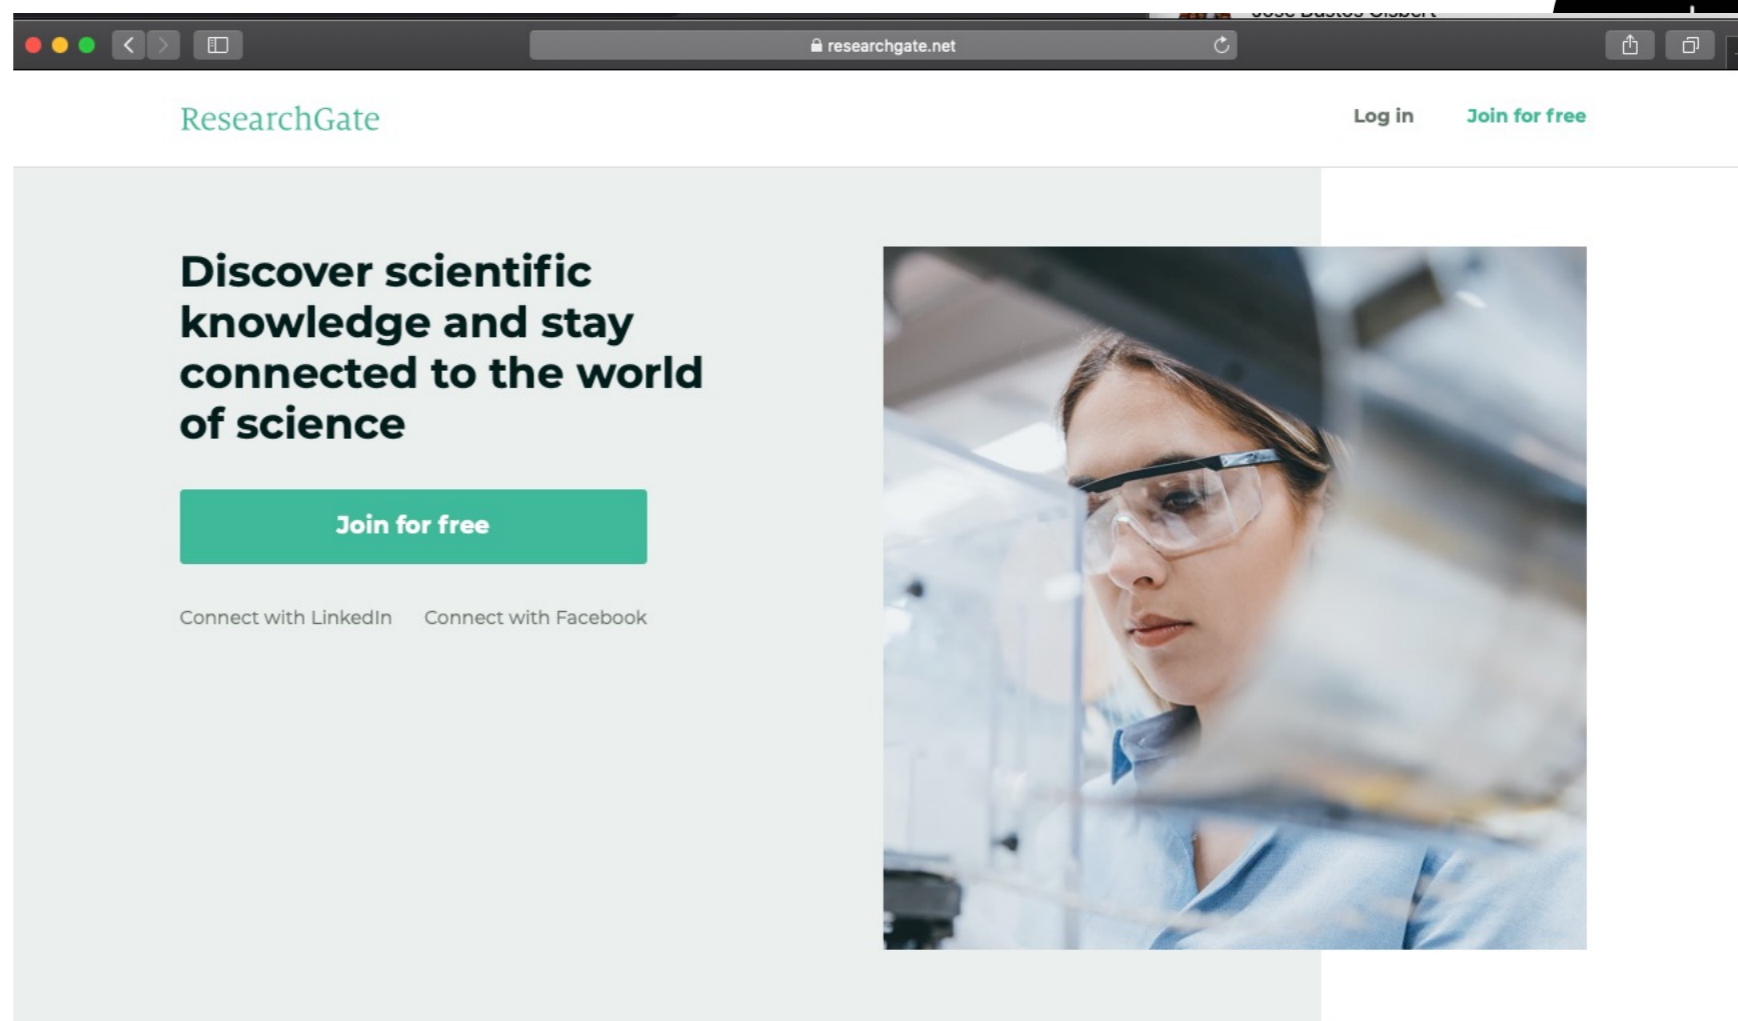 researchgate.net
ResearchGate
Log in
Join for free
Discover scientific
knowledge and stay
connected to the world
of science
Join for free
Connect with LinkedIn
Connect with Facebook